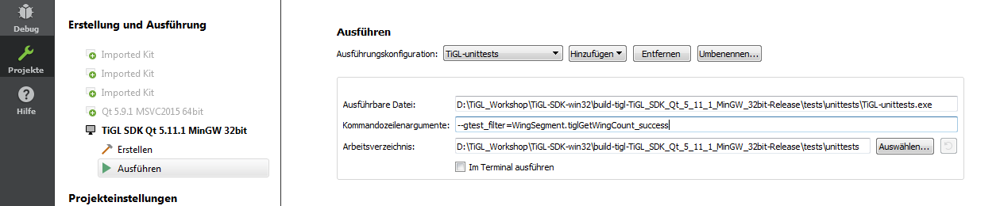 Debug
Projekte
Hilfe
Erstellung und Ausführung
Imported Kit
Imported Kit
Imported Kit
Qt 5.9.1 MSVC2015 64bit
TiGL SDK Qt 5.11.1 MinGW 32bit
Erstellen
Ausführen
Projekteinstellungen
Ausführen
Ausführungskonfiguration: TiGL-unittests Hinzufügen Entfernen Umbenennen...
Ausführbare Datei: D:\TiGL_Workshop\TiGL-SDK-win32\build-tigl-TiGL_SDK_Qt_5_11_1_MinGW_32bit-Release\tests\unittests\TiGL-unittests.exe
Kommandozeilenargumente: --gtest_filter=WingSegment.tiglGetWingCount_success
Arbeitsverzeichnis: D:\TiGL_Workshop\TiGL-SDK-win32\build-tigl-TiGL_SDK_Qt_5_11_1_MinGW_32bit-Release\tests\unittests Auswählen...
Im Terminal ausführen